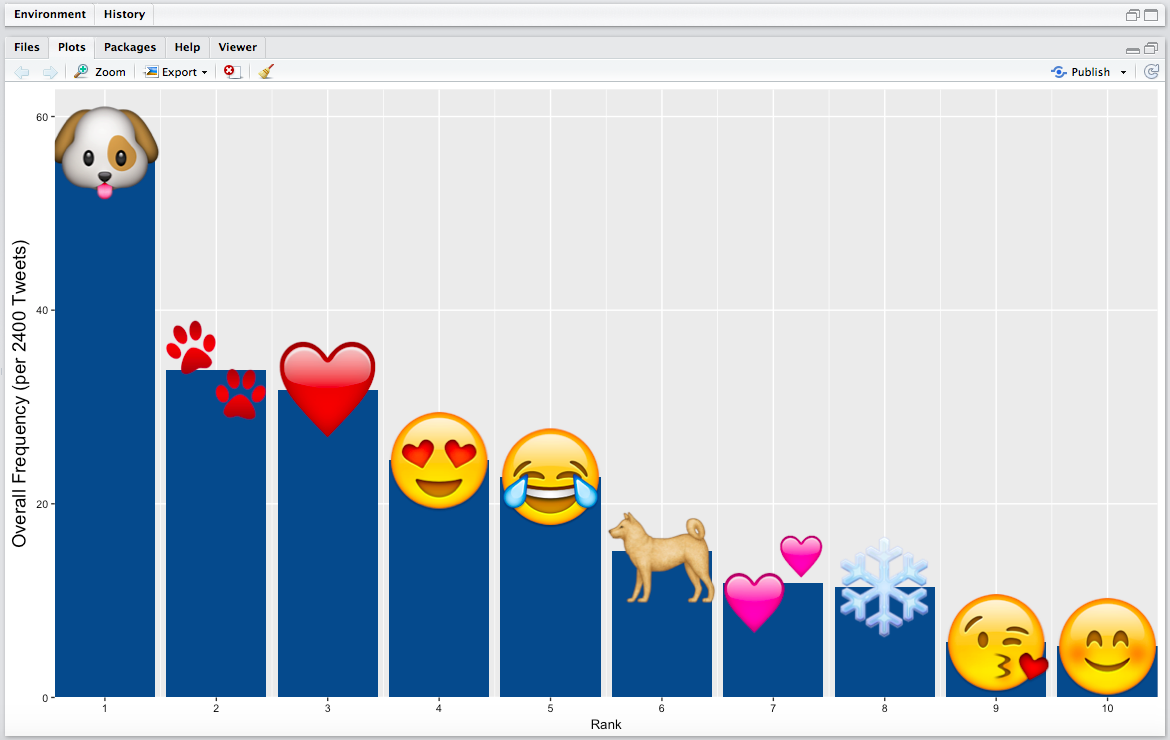 Environment History
Files Plots Packages Help Viewer
Zoom Export Publish
60
40
20
0
Overall Frequency (per 2400 Tweets)
1 2 3 4 5 6 7 8 9 10
Rank